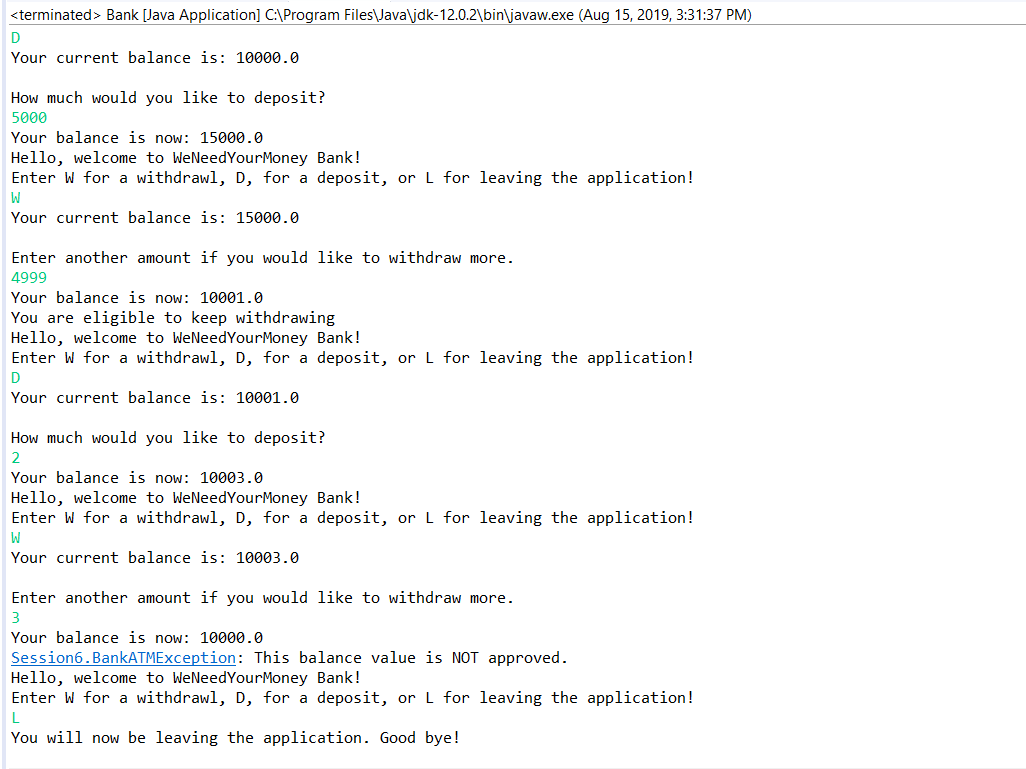 <terminated> Bank [Java Application] C:\Program Files\Java\jdk-12.0.2\bin\javaw.exe (Aug 15, 2019, 3:31:37 PM)
D
Your current balance is: 10000.0
How much would you like to deposit?
5000
Your balance is now: 15000.0
Hello, welcome to WeNeedYourMoney Bank!
Enter W for a withdrawl, D, for a deposit, or L for leaving the application!
W
Your current balance is: 15000.0
Enter another amount if you would like to withdraw more.
4999
Your balance is now: 10001.0
You are eligible to keep withdrawing
Hello, welcome to WeNeedYourMoney Bank!
Enter W for a withdrawl, D, for a deposit, or L for leaving the application!
D
Your current balance is: 10001.0
How much would you like to deposit?
2
Your balance is now: 10003.0
Hello, welcome to WeNeedYourMoney Bank!
Enter W for a withdrawl, D, for a deposit, or L for leaving the application!
W
Your current balance is: 10003.0
Enter another amount if you would like to withdraw more.
3
Your balance is now: 10000.0
Session6.BankATMException: This balance value is NOT approved.
Hello, welcome to WeNeedYourMoney Bank!
Enter W for a withdrawl, D, for a deposit, or L for leaving the application!
L
You will now be leaving the application. Good bye!